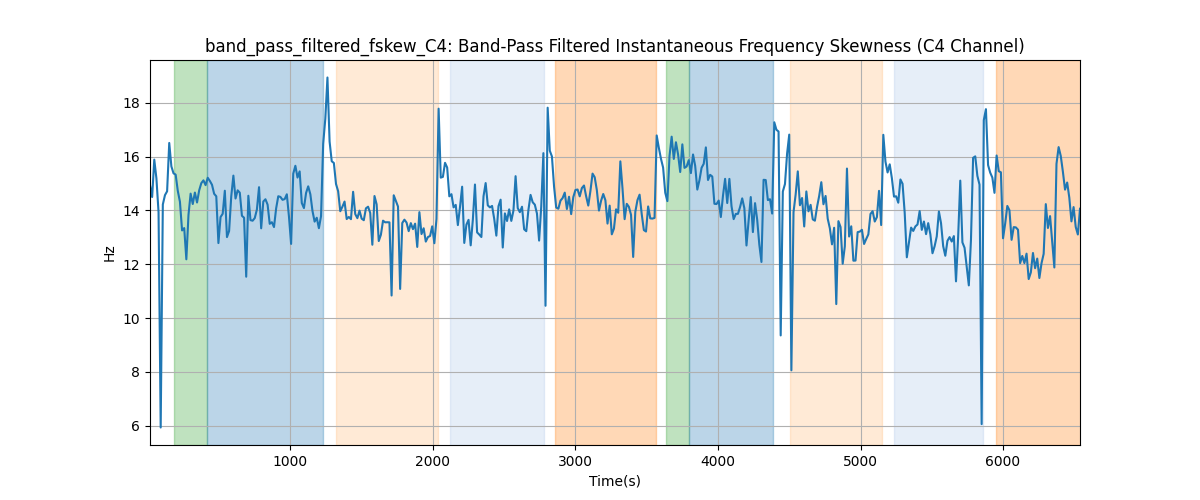 band_pass_filtered_fskew_C4: Band-Pass Filtered Instantaneous Frequency Skewness (C4 Channel)
18
16
14
12
10
8
6
Hz
1000 2000 3000 4000 5000 6000
Time(s)